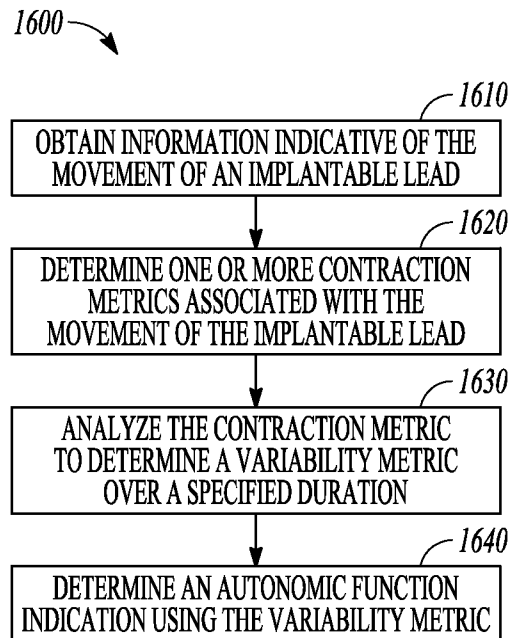 1600
1610
OBTAIN INFORMATION INDICATIVE OF THE
MOVEMENT OF AN IMPLANTABLE LEAD
1620
DETERMINE ONE OR MORE CONTRACTION
METRICS ASSOCIATED WITH THE
MOVEMENT OF THE IMPLANTABLE LEAD
1630
ANALYZE THE CONTRACTION METRIC
TO DETERMINE A VARIABILITY METRIC
OVER A SPECIFIED DURATION
1640
DETERMINE AN AUTONOMIC FUNCTION
INDICATION USING THE VARIABILITY METRIC